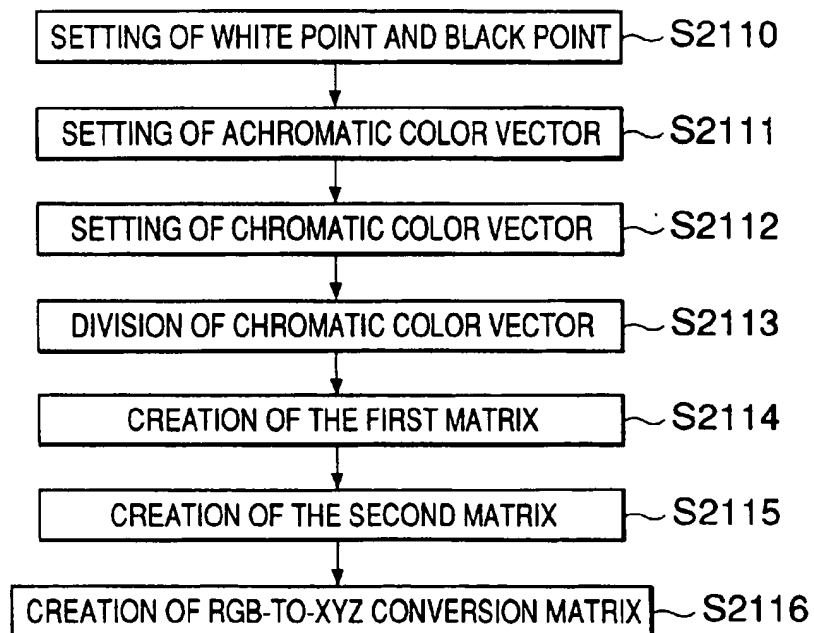 SETTING OF WHITE POINT AND BLACK POINT S2110
SETTING OF ACHROMATIC COLOR VECTOR S2111
SETTING OF CHROMATIC COLOR VECTOR S2112
DIVISION OF CHROMATIC COLOR VECTOR S2113
CREATION OF THE FIRST MATRIX S2114
CREATION OF THE SECOND MATRIX S2115
CREATION OF RGB-TO-XYZ CONVERSION MATRIX S2116